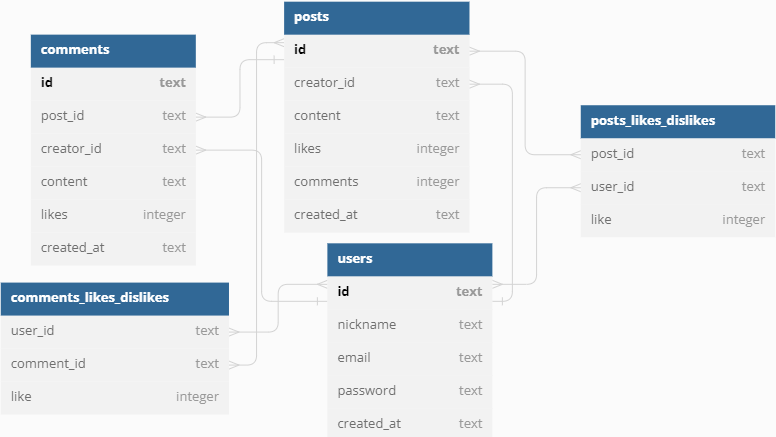 comments
id text
post_id text
creator_id text
content text
likes integer
created_at text
posts
id text
creator_id text
content text
likes integer
comments integer
created_at text
posts_likes_dislikes
post_id text
user_id text
like integer
comments_likes_dislikes
user_id text
comment_id text
like integer
users
id text
nickname text
email text
password text
created_at text